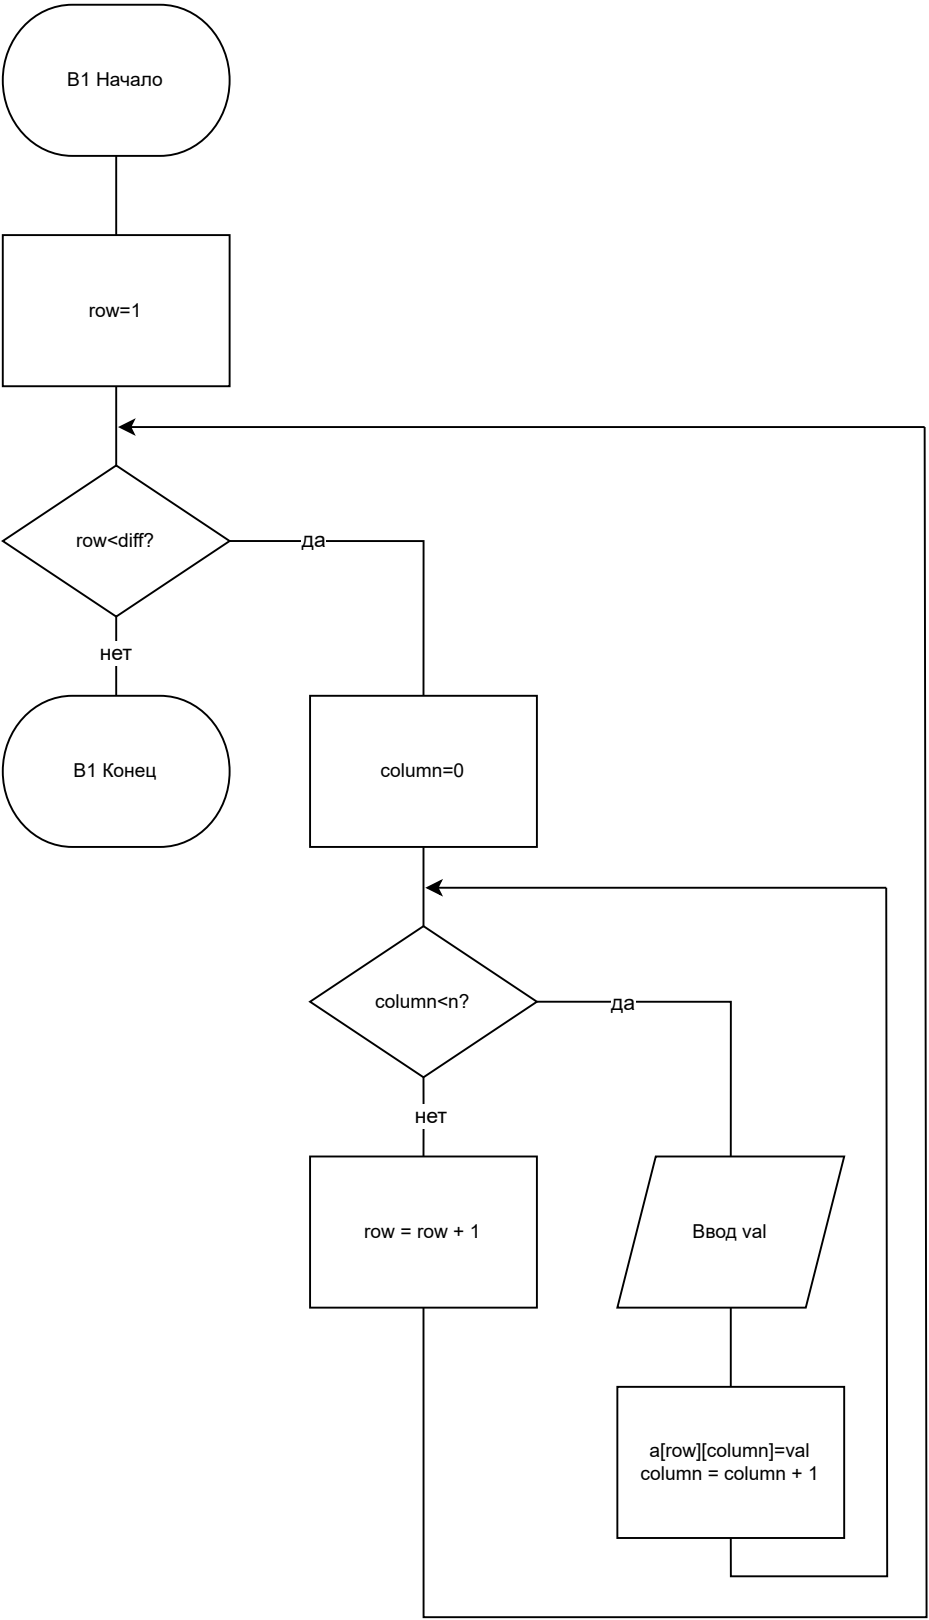 B1 Начало
row=1
row<diff?
да
нет
B1 Конец
column=0
column<n?
да
нет
row = row + 1
Ввод val
a[row][column]=val
column = column + 1